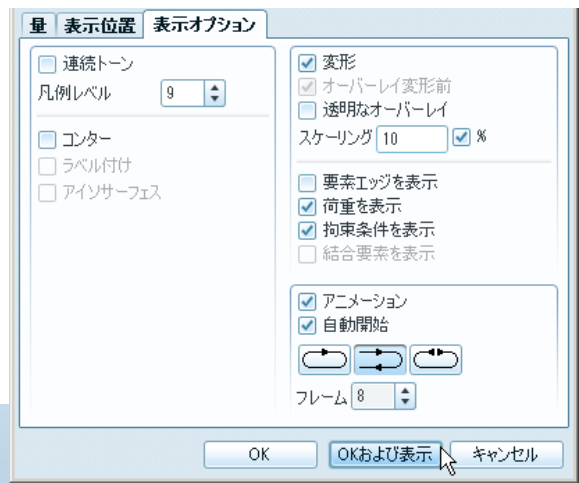 量 表示位置 表示オプション
連続トーン
凡例レベル 9
コンター
ラベル付け
アイソサーフェス
変形
オーバーレイ変形前
透明なオーバーレイ
スケーリング 10 %
要素エッジを表示
荷重を表示
拘束条件を表示
結合要素を表示
アニメーション
自動開始
フレーム 8
OK OKおよび表示 キャンセル